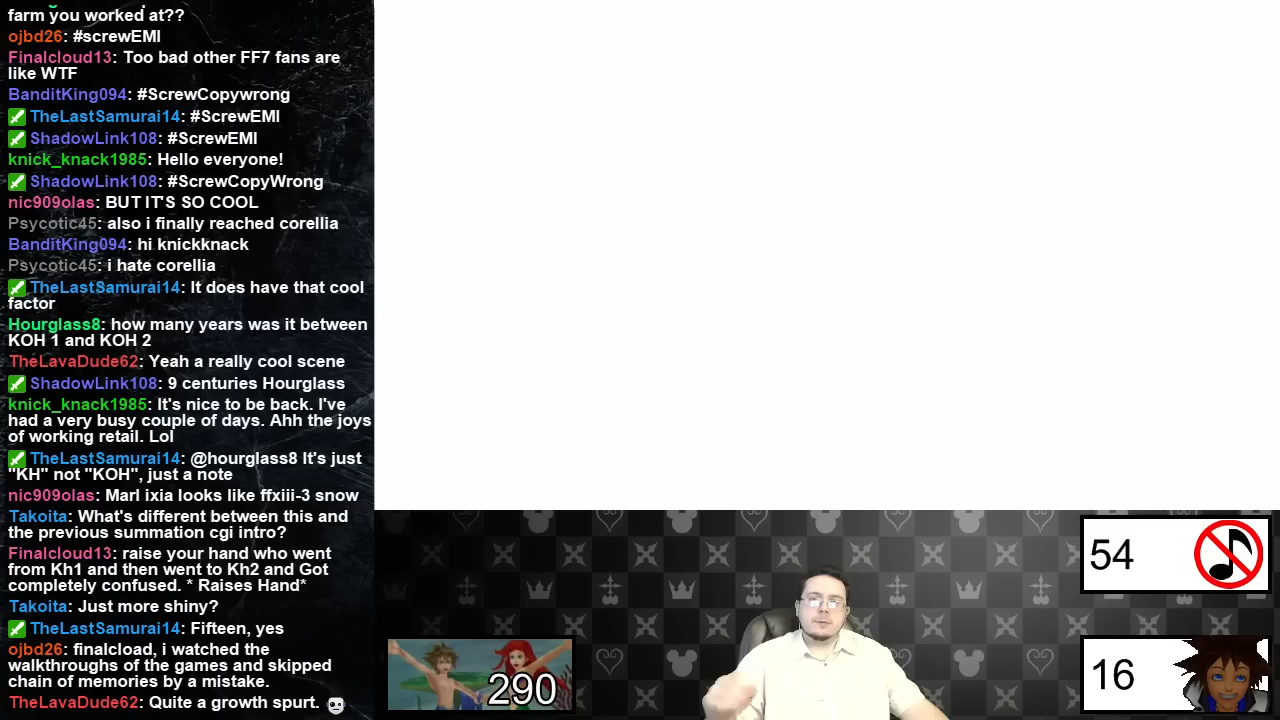 farm you worked at??
ojbd26: #screwEMI
Finalcloud13: Too bad other FF7 fans are
like WTF
BanditKing094: #ScrewCopywrong
TheLastSamurai14: #ScrewEMI
ShadowLink108: #ScrewEMI
knick_knack1985: Hello everyone!
ShadowLink108: #ScrewCopyWrong
nic909olas: BUT IT'S SO COOL
Psycotic45: also i finally reached corellia
BanditKing094: hi knickknack
Psycotic45: i hate corellia
TheLastSamurai14: It does have that cool
factor
Hourglass8: how many years was it between
KOH 1 and KOH 2
TheLavaDude62: Yeah a really cool scene
ShadowLink108: 9 centuries Hourglass
knick_knack1985: It's nice to be back. I've
had a very busy couple of days. Ahh the joys
of working retail. Lol
TheLastSamurai14: @hourglass8 It's just
"KH" not "KOH", just a note
nic909olas: Marl ixia looks like ffxiii-3 snow
Takoita: What's different between this and
the previous summation cgi intro?
Finalcloud13: raise your hand who went
from Kh1 and then went to Kh2 and Got
completely confused. * Raises Hand*
Takoita: Just more shiny?
TheLastSamurai14: Fifteen, yes
ojbd26: finalcload, i watched the
walkthroughs of the games and skipped
chain of memories by a mistake.
TheLavaDude62: Quite a growth spurt.
54
290
16